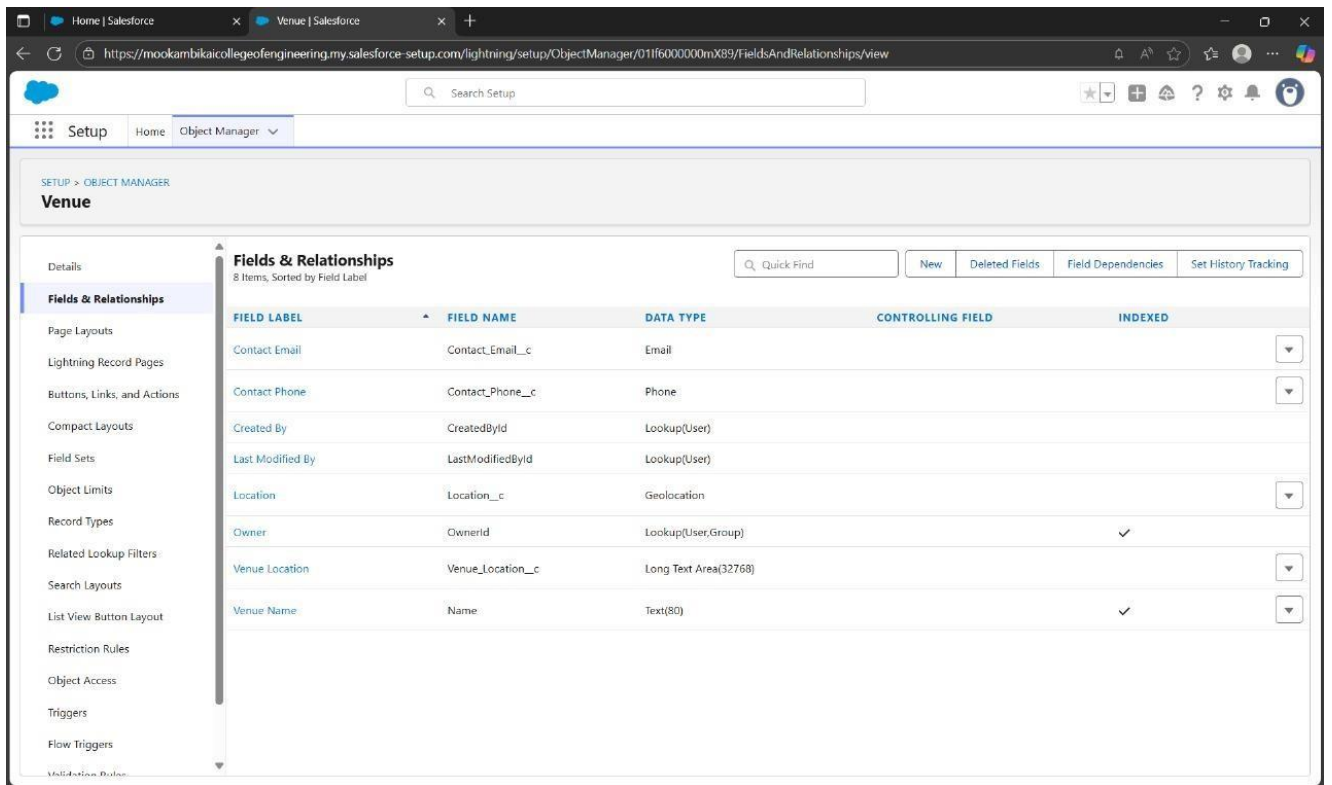 Home | Salesforce
Venue | Salesforce
https://mookambikaicollegeofengineering.my.salesforce-setup.com/lightning/setup/ObjectManager/01If6000000mX89/FieldsAndRelationships/view
Search Setup
Setup Home Object Manager
SETUP > OBJECT MANAGER
Venue
Details
Fields & Relationships
Page Layouts
Lightning Record Pages
Buttons, Links, and Actions
Compact Layouts
Field Sets
Object Limits
Record Types
Related Lookup Filters
Search Layouts
List View Button Layout
Restriction Rules
Object Access
Triggers
Flow Triggers
Validation Rules
Fields & Relationships
8 Items, Sorted by Field Label
Quick Find New Deleted Fields Field Dependencies Set History Tracking
FIELD LABEL FIELD NAME DATA TYPE CONTROLLING FIELD INDEXED
Contact Email Contact_Email__c Email
Contact Phone Contact_Phone__c Phone
Created By CreatedById Lookup(User)
Last Modified By LastModifiedById Lookup(User)
Location Location__c Geolocation
Owner OwnerId Lookup(User,Group)
Venue Location Venue_Location__c Long Text Area(32768)
Venue Name Name Text(80)